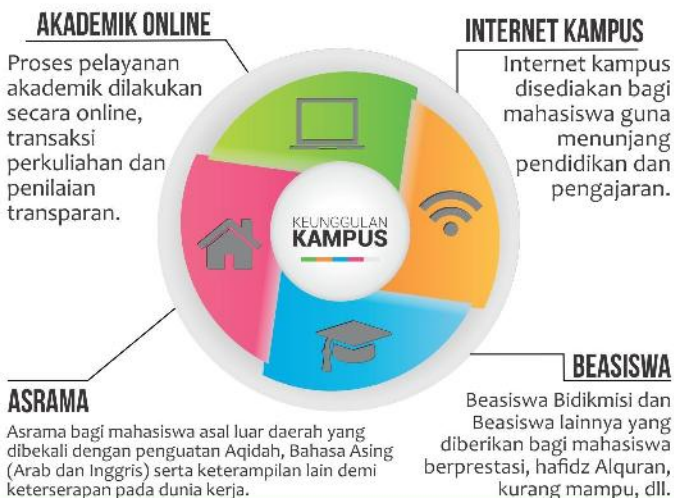 AKADEMIK ONLINE
Proses pelayanan
akademik dilakukan
secara online,
transaksi
perkuliahan dan
penilaian
transparan.
INTERNET KAMPUS
Internet kampus
disediakan bagi
mahasiswa guna
menunjang
pendidikan dan
pengajaran.
KEUNGGULAN
KAMPUS
ASRAMA
Asrama bagi mahasiswa asal luar daerah yang
dibekali dengan penguatan Aqidah, Bahasa Asing
(Arab dan Inggris) serta keterampilan lain demi
keterserapan pada dunia kerja.
BEASISWA
Beasiswa Bidikmisi dan
Beasiswa lainnya yang
diberikan bagi mahasiswa
berprestasi, hafidz Alquran,
kurang mampu, dll.